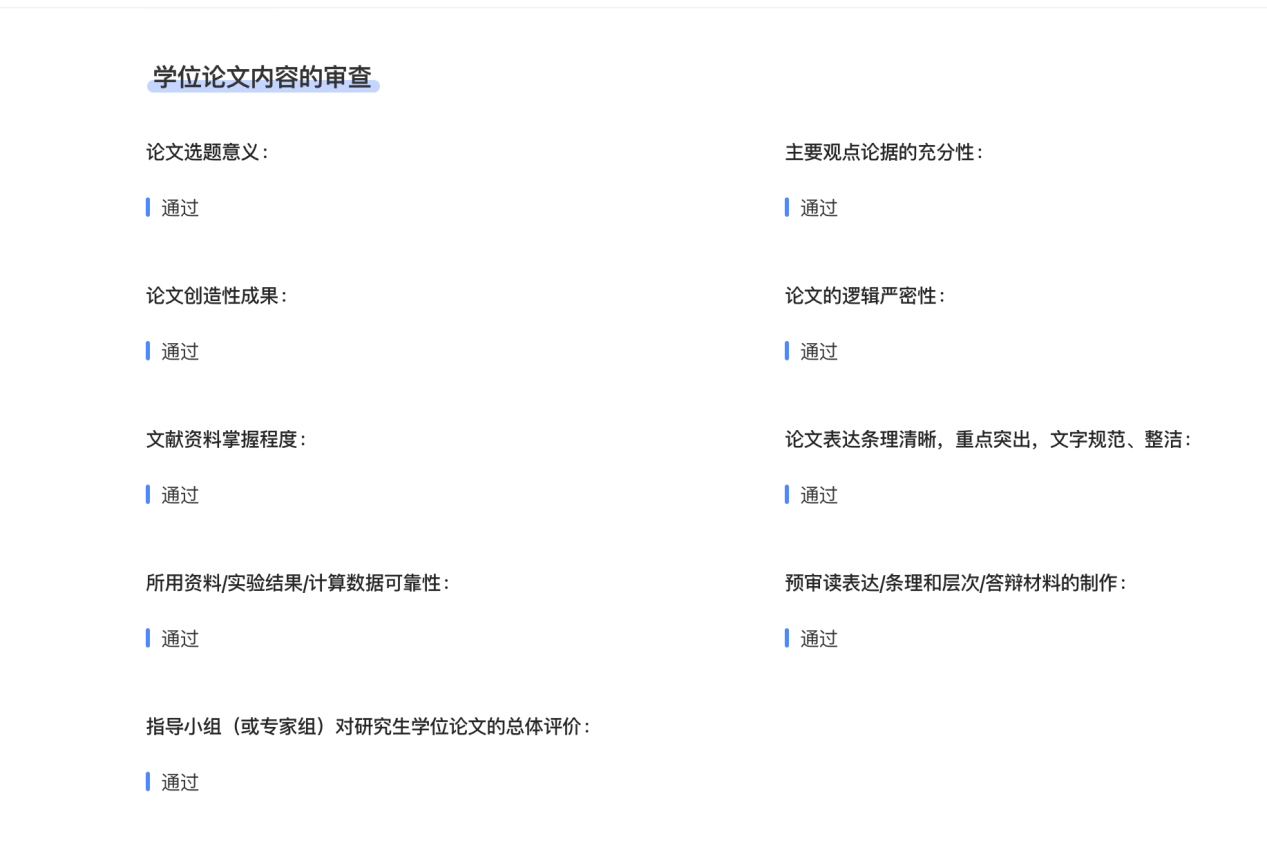 学位论文内容的审查
论文选题意义：
通过
主要观点论据的充分性：
通过
论文创造性成果：
通过
论文的逻辑严密性：
通过
文献资料掌握程度：
通过
论文表达条理清晰，重点突出，文字规范、整洁：
通过
所用资料/实验结果/计算数据可靠性：
通过
预审读表达/条理和层次/答辩材料的制作：
通过
指导小组（或专家组）对研究生学位论文的总体评价：
通过